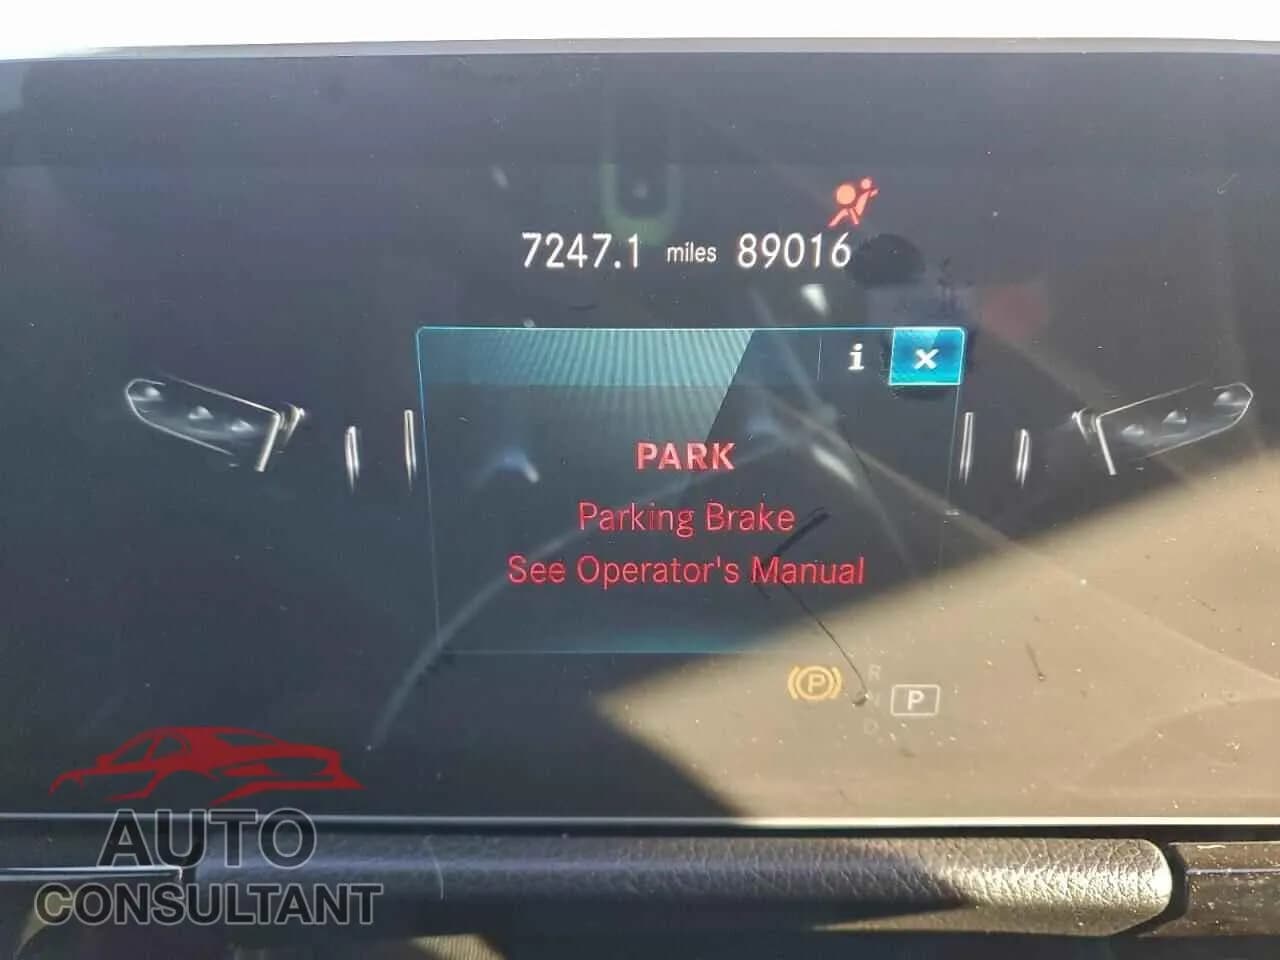 7247.1 miles 89016
i ×
PARK
Parking Brake
See Operator's Manual
R
(P) P
N
D
AUTO
CONSULTANT